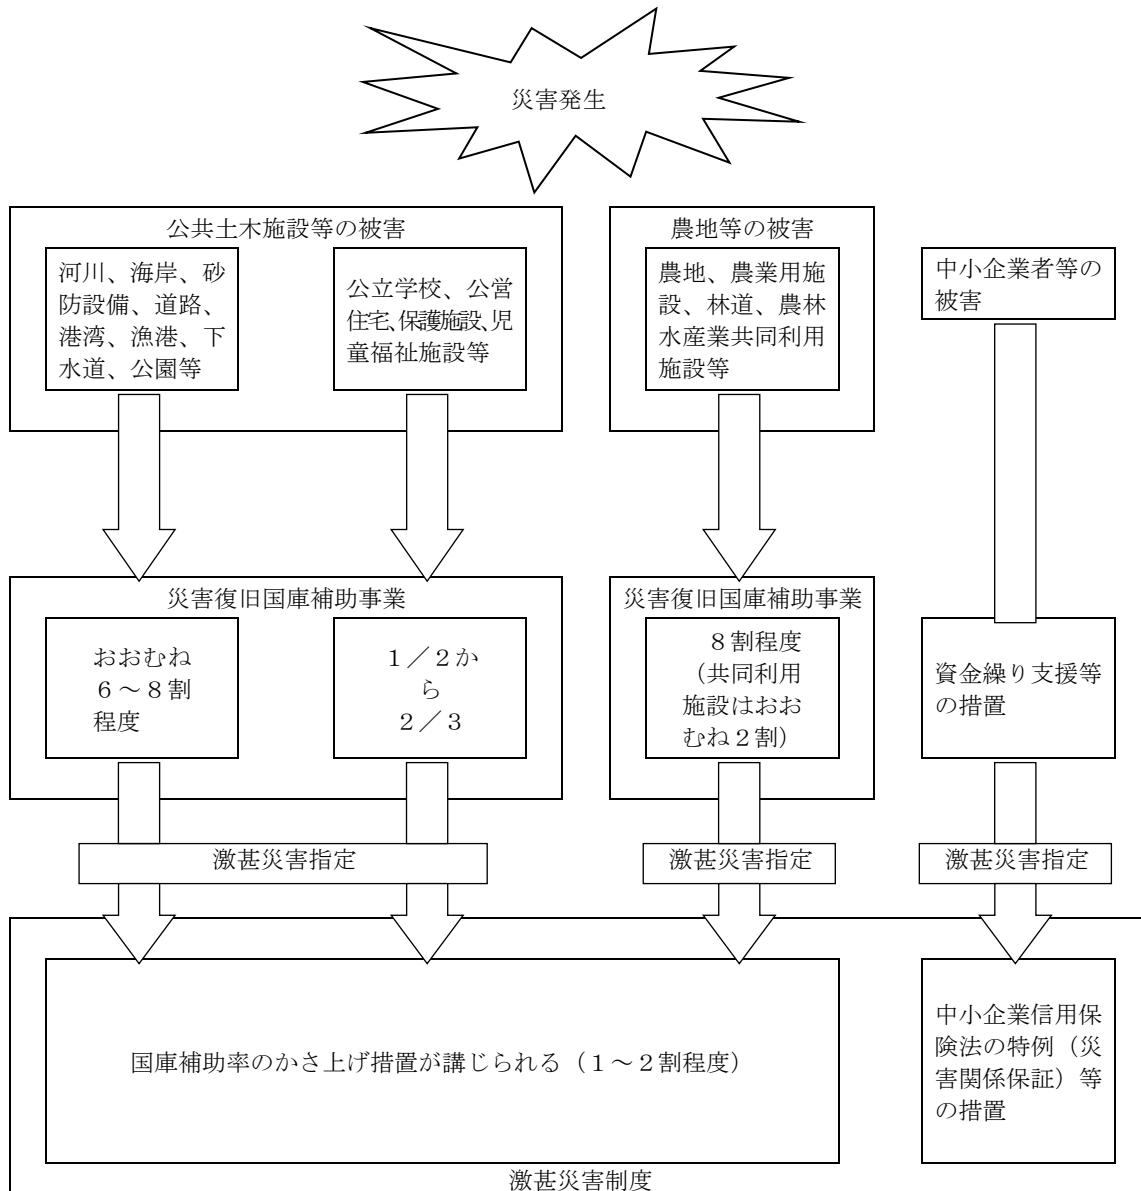 災害発生
公共土木施設等の被害
河川、海岸、砂
防設備、道路、
港湾、漁港、下
水道、公園等
公立学校、公営
住宅、保護施設、児
童福祉施設等
農地等の被害
農地、農業用施
設、林道、農林
水産業共同利用
施設等
中小企業者等の
被害
災害復旧国庫補助事業
おおむね
６～８割
程度
１／２か
ら
２／３
災害復旧国庫補助事業
８割程度
（共同利用
施設はおお
むね２割）
資金繰り支援等
の措置
激甚災害指定
激甚災害指定
激甚災害指定
国庫補助率のかさ上げ措置が講じられる（１～２割程度）
中小企業信用保
険法の特例（災
害関係保証）等
の措置
激甚災害制度